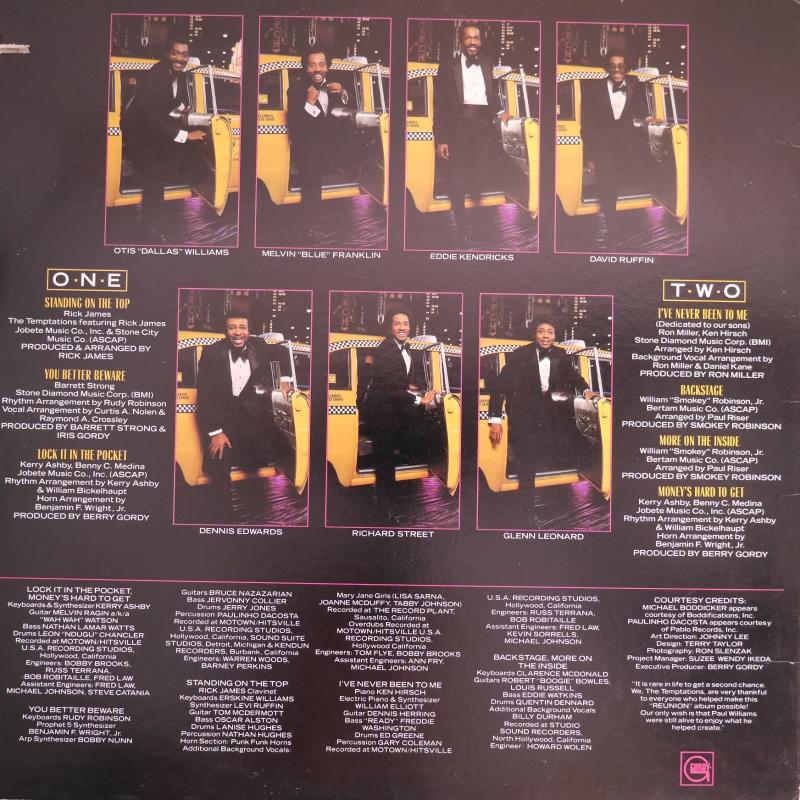 OTIS "DALLAS" WILLIAMS
MELVIN "BLUE" FRANKLIN
EDDIE KENDRICKS
DAVID RUFFIN
O·N·E
STANDING ON THE TOP
Rick James
The Temptations featuring Rick James
Jobete Music Co., Inc. & Stone City
Music Co. (ASCAP)
PRODUCED & ARRANGED BY
RICK JAMES
YOU BETTER BEWARE
Barrett Strong
Stone Diamond Music Corp. (BMI)
Rhythm Arrangement by Rudy Robinson
Vocal Arrangement by Curtis A. Nolen &
Raymond A. Crossley
PRODUCED BY BARRETT STRONG &
IRIS GORDY
LOCK IT IN THE POCKET
Kerry Ashby, Benny C. Medina
Jobete Music Co., Inc. (ASCAP)
Rhythm Arrangement by Kerry Ashby
& William Bickelhaupt
Horn Arrangement by
Benjamin F. Wright, Jr.
PRODUCED BY BERRY GORDY
DENNIS EDWARDS
RICHARD STREET
GLENN LEONARD
T·W·O
I'VE NEVER BEEN TO ME
(Dedicated to our sons)
Ron Miller, Ken Hirsch
Stone Diamond Music Corp. (BMI)
Arranged by Ken Hirsch
Background Vocal Arrangement by
Ron Miller & Daniel Kane
PRODUCED BY RON MILLER
BACKSTAGE
William "Smokey" Robinson, Jr.
Bertam Music Co. (ASCAP)
Arranged by Paul Riser
PRODUCED BY SMOKEY ROBINSON
MORE ON THE INSIDE
William "Smokey" Robinson, Jr.
Bertam Music Co. (ASCAP)
Arranged by Paul Riser
PRODUCED BY SMOKEY ROBINSON
MONEY'S HARD TO GET
Kerry Ashby, Benny C. Medina
Jobete Music Co., Inc. (ASCAP)
Rhythm Arrangement by Kerry Ashby
& William Bickelhaupt
Horn Arrangement by
Benjamin F. Wright, Jr.
PRODUCED BY BERRY GORDY
LOCK IT IN THE POCKET,
MONEY'S HARD TO GET
Keyboards & Synthesizer KERRY ASHBY
Guitar MELVIN RAGIN a/k/a
"WAH WAH" WATSON
Bass NATHAN LAMAR WATTS
Drums LEON "NDUGU" CHANCLER
Recorded at MOTOWN/HITSVILLE
U.S.A. RECORDING STUDIOS,
Hollywood, California
Engineers: BOBBY BROOKS,
RUSS TERRANA,
BOB ROBITAILLE, FRED LAW
Assistant Engineers: FRED LAW,
MICHAEL JOHNSON, STEVE CATANIA
YOU BETTER BEWARE
Keyboards RUDY ROBINSON
Prophet 5 Synthesizer
BENJAMIN F. WRIGHT, JR.
Arp Synthesizer BOBBY NUNN
Guitars BRUCE NAZARIAN
Bass JERVONNY COLLIER
Drums JERRY JONES
Percussion PAULINHO DACOSTA
Recorded at MOTOWN/HITSVILLE
U.S.A. RECORDING STUDIOS,
Hollywood, California, SOUND SUITE
STUDIOS, Detroit, Michigan & KENDUN
RECORDERS, Burbank, California
Engineers: WARREN WOODS,
BARNEY PERKINS
STANDING ON THE TOP
RICK JAMES Clavinet
Keyboards ERSKINE WILLIAMS
Synthesizer LEVI RUFFIN
Guitar TOM MCDERMOTT
Bass OSCAR ALSTON
Drums LANISE HUGHES
Percussion NATHAN HUGHES
Horn Section: Punk Funk Horns
Additional Background Vocals:
Mary Jane Girls (LISA SARNA,
JOANNE MCDUFFY, TABBY JOHNSON)
Recorded at THE RECORD PLANT,
Sausalito, California
Overdubs Recorded at
MOTOWN/HITSVILLE U.S.A.
RECORDING STUDIOS,
Hollywood California
Engineers: TOM FLYE, BOBBY BROOKS
Assistant Engineers: ANN FRY,
MICHAEL JOHNSON
I'VE NEVER BEEN TO ME
Piano KEN HIRSCH
Electric Piano & Synthesizer
WILLIAM ELLIOTT
Guitar DENNIS HERRING
Bass "READY" FREDDIE
WASHINGTON
Drums ED GREENE
Percussion GARY COLEMAN
Recorded at MOTOWN/HITSVILLE
U.S.A. RECORDING STUDIOS,
Hollywood, California
Engineers: RUSS TERRANA,
BOB ROBITAILLE
Assistant Engineers: FRED LAW,
KEVIN SORRELLS,
MICHAEL JOHNSON
BACKSTAGE, MORE ON
THE INSIDE
Keyboards CLARENCE MCDONALD
Guitars ROBERT "BOOGIE" BOWLES,
LOUIS RUSSELL
Bass EDDIE WATKINS
Drums QUENTIN DENNARD
Additional Background Vocals
BILLY DURHAM
Recorded at STUDIO
SOUND RECORDERS,
North Hollywood, California
Engineer: HOWARD WOLEN
COURTESY CREDITS:
MICHAEL BODDICKER appears
courtesy of Boddifications, Inc.
PAULINHO DACOSTA appears courtesy
of Pablo Records, Inc.
Art Direction: JOHNNY LEE
Design: TERRY TAYLOR
Photography: RON SLENZAK
Project Manager: SUZEE WENDY IKEDA
Executive Producer: BERRY GORDY
"It is rare in life to get a second chance.
We, The Temptations, are very thankful
to everyone who helped make this
"REUNION" album possible!
Our only wish is that Paul Williams
were still alive to enjoy what he
helped create."
GORDY